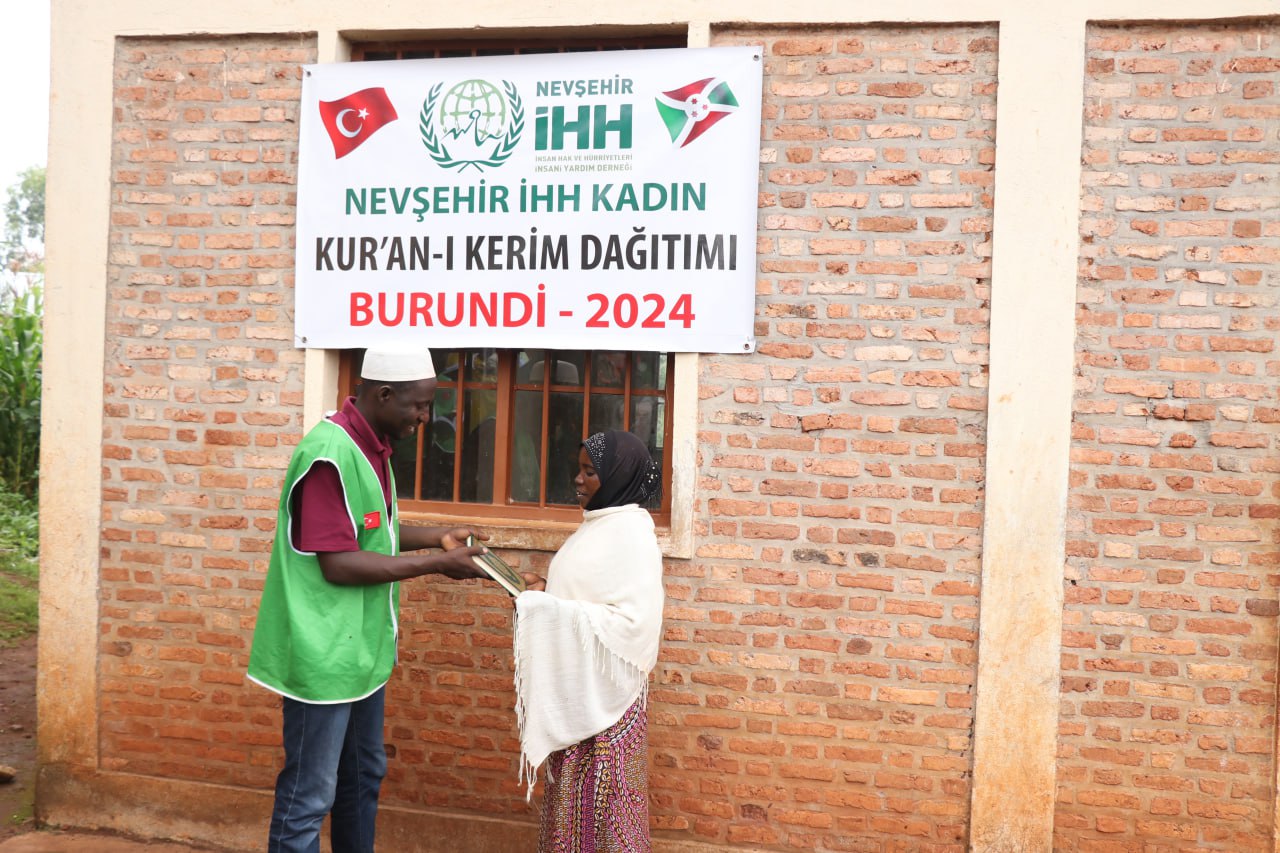 NEVŞEHİR
İHH
İNSAN HAK VE HÜRRİYETLERİ
İNSANİ YARDIM DERNEĞİ
NEVŞEHİR İHH KADIN
KUR'AN-I KERİM DAĞITIMI
BURUNDİ - 2024